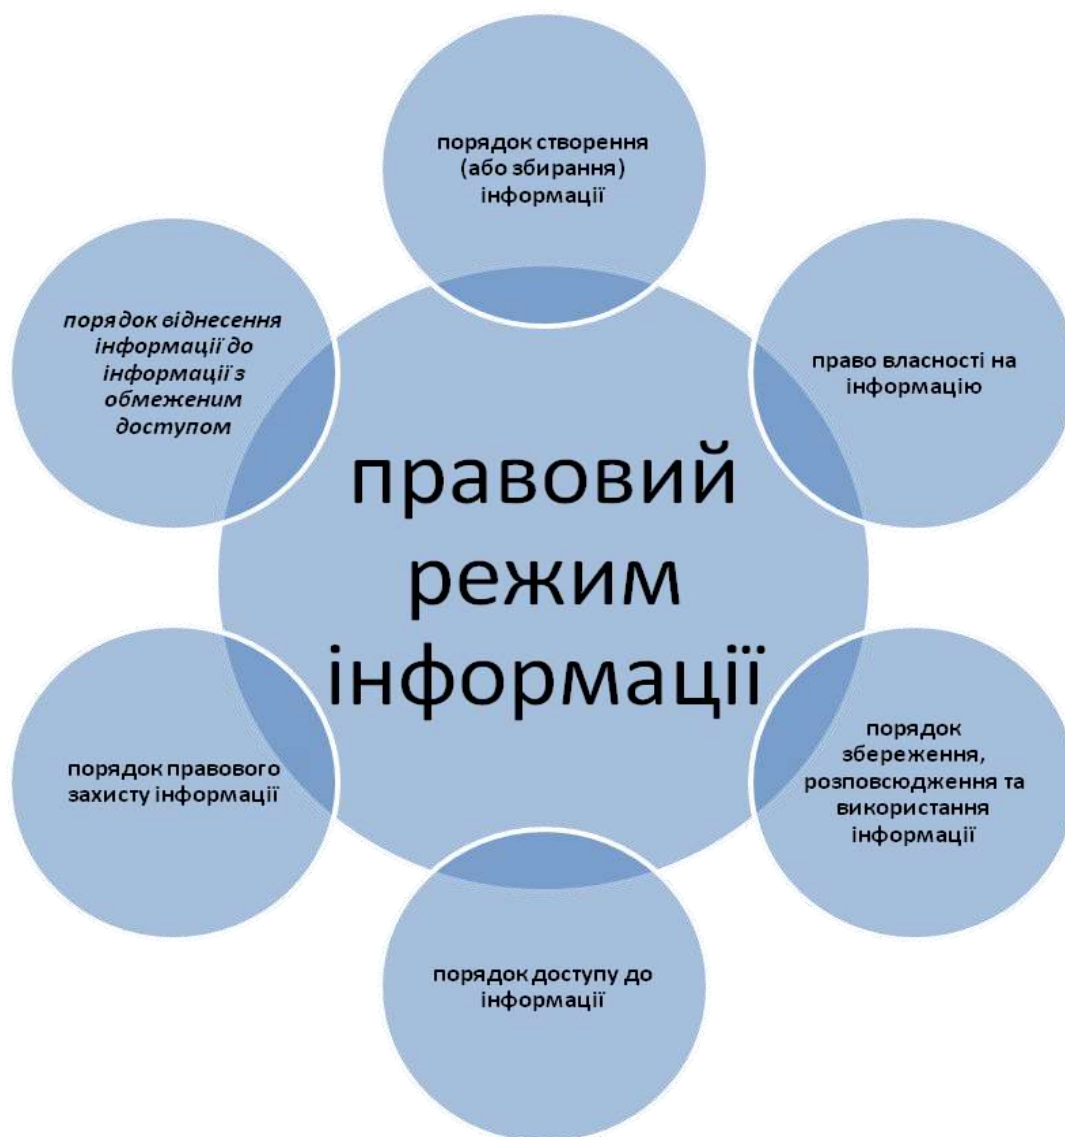 порядок створення
(або збирання)
інформації
право власності на
інформацію
порядок
збереження,
розповсюдження та
використання
інформації
порядок доступу до
інформації
порядок правового
захисту інформації
порядок віднесення
інформації до
інформації з
обмеженим
доступом
правовий
режим
інформації